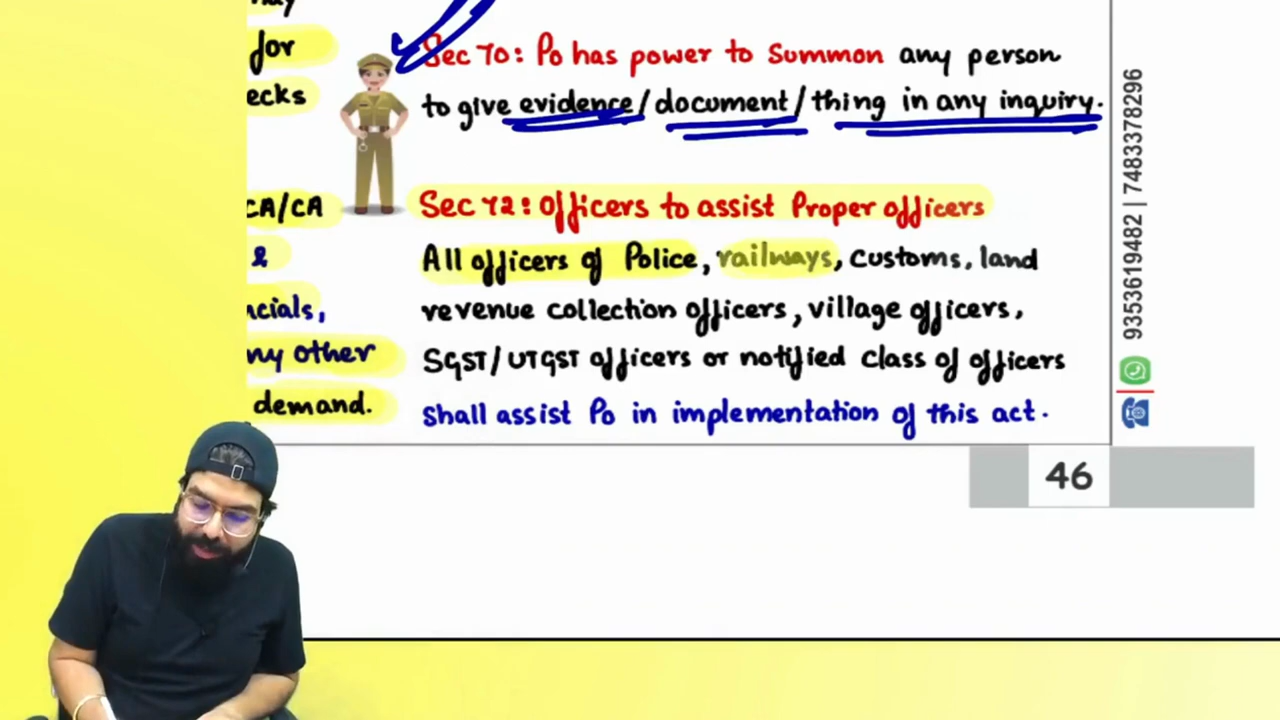 for
ecks
CA/CA
&
ncials,
ny other
demand.
Sec 70: Po has power to Summon any person
to give evidence/document/thing in any inquiry.
Sec 72: Officers to assist Proper officers
All officers of Police, railways, customs, land
revenue collection officers, village officers,
SGST/UTGST officers or notified class of officers
Shall assist Po in implementation of this act.
9353619482 | 7483378296
46